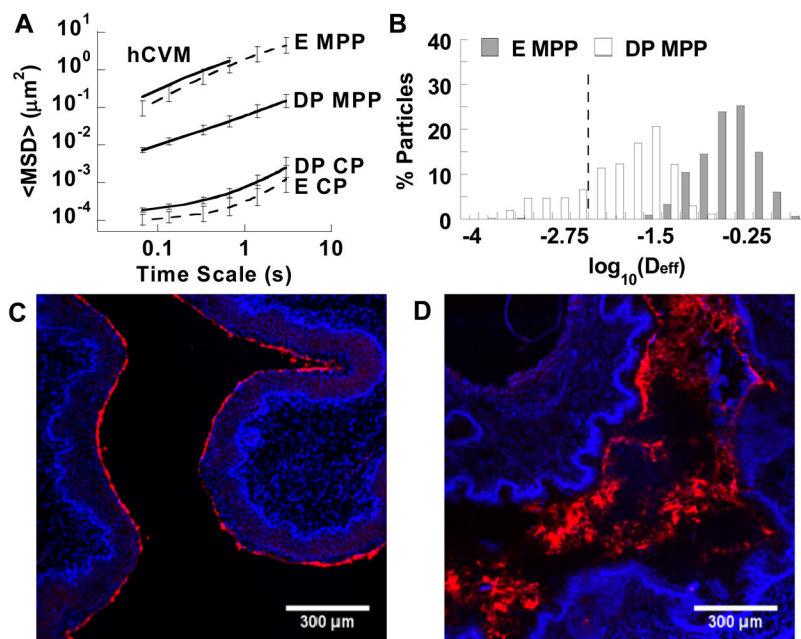 A
hCVM
<MSD> (μm²)
10¹
10⁰
10⁻¹
10⁻²
10⁻³
10⁻⁴
E MPP
DP MPP
DP CP
E CP
0.1
1
10
Time Scale (s)
B
E MPP
DP MPP
% Particles
40
30
20
10
0
-4
-2.75
-1.5
-0.25
log₁₀(Deff)
C
300 μm
D
300 μm